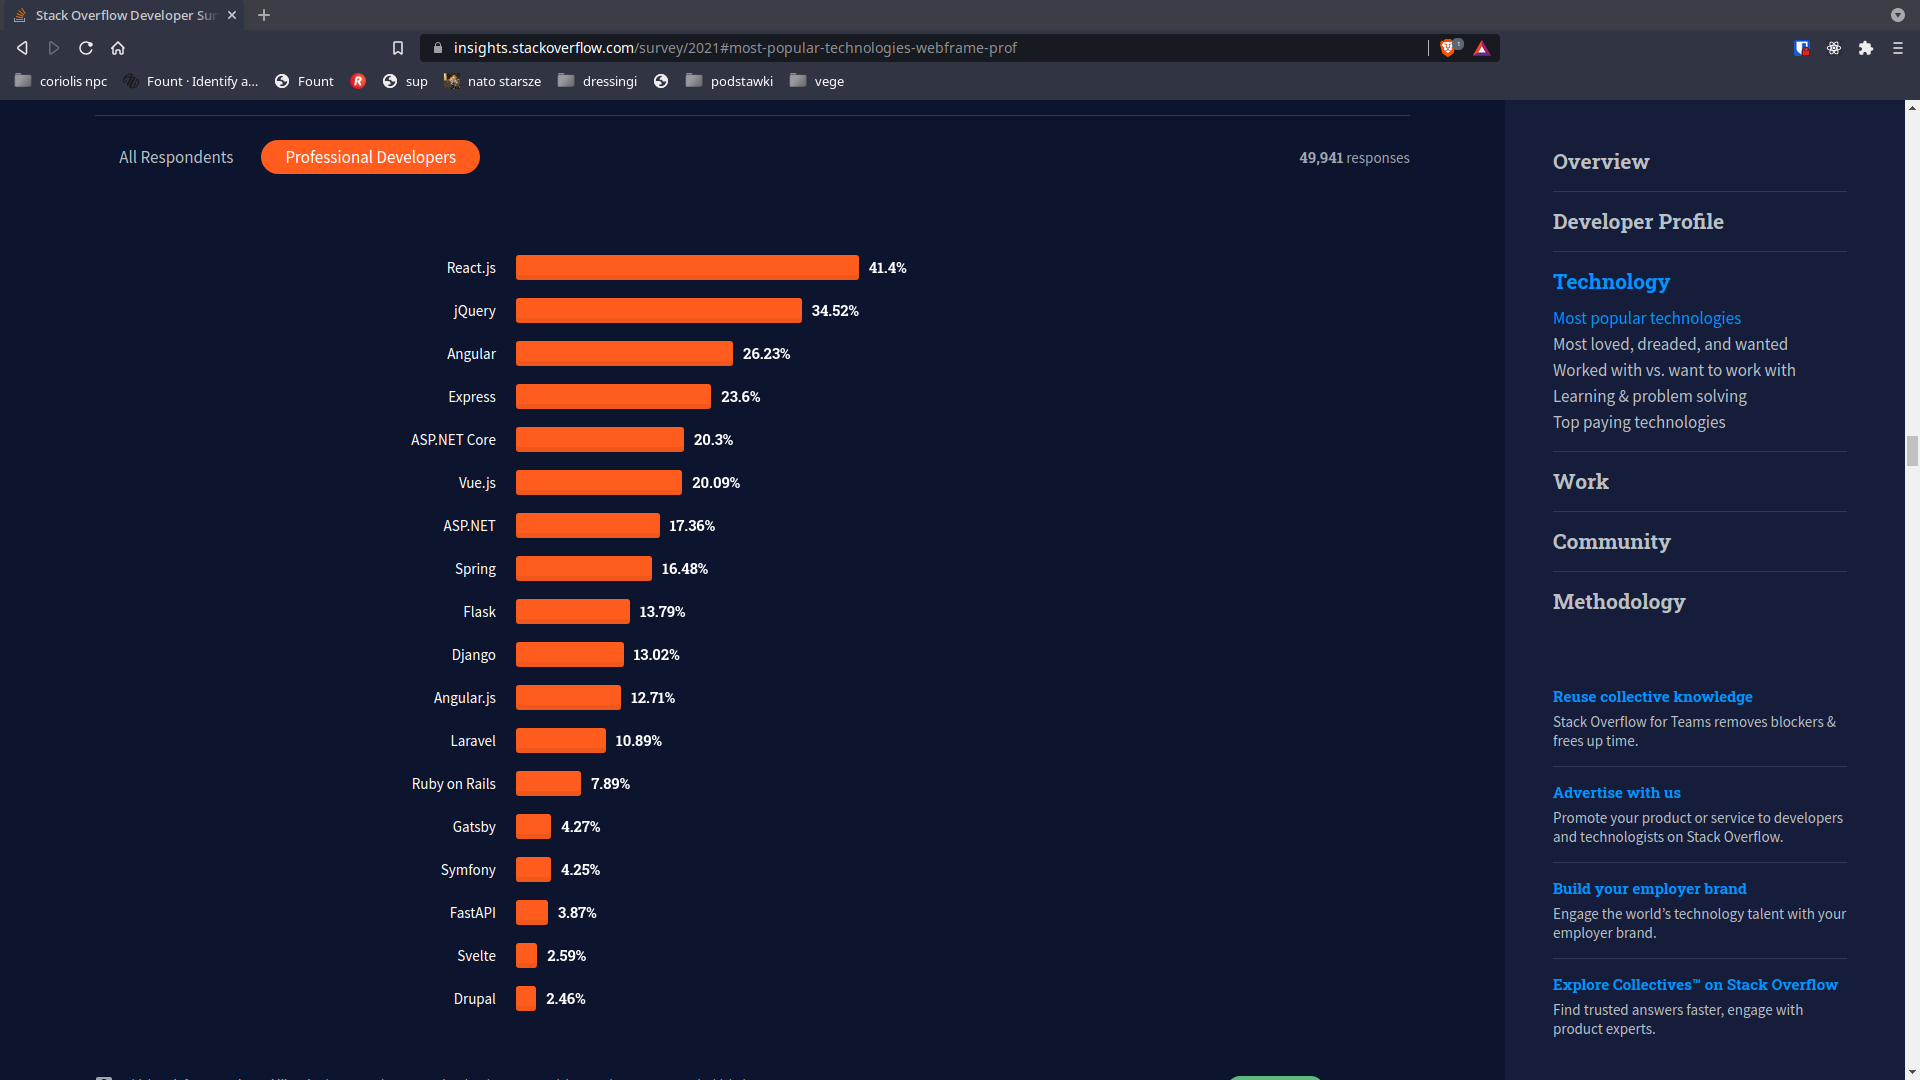 Stack Overflow Developer Sur
insights.stackoverflow.com/survey/2021#most-popular-technologies-webframe-prof
1
coriolis npc
Fount · Identify a...
Fount
R
sup
nato starsze
dressingi
podstawki
vege
All Respondents
Professional Developers
49,941 responses
React.js 41.4%
jQuery 34.52%
Angular 26.23%
Express 23.6%
ASP.NET Core 20.3%
Vue.js 20.09%
ASP.NET 17.36%
Spring 16.48%
Flask 13.79%
Django 13.02%
Angular.js 12.71%
Laravel 10.89%
Ruby on Rails 7.89%
Gatsby 4.27%
Symfony 4.25%
FastAPI 3.87%
Svelte 2.59%
Drupal 2.46%
Overview
Developer Profile
Technology
Most popular technologies
Most loved, dreaded, and wanted
Worked with vs. want to work with
Learning & problem solving
Top paying technologies
Work
Community
Methodology
Reuse collective knowledge
Stack Overflow for Teams removes blockers &
frees up time.
Advertise with us
Promote your product or service to developers
and technologists on Stack Overflow.
Build your employer brand
Engage the world’s technology talent with your
employer brand.
Explore Collectives™ on Stack Overflow
Find trusted answers faster, engage with
product experts.